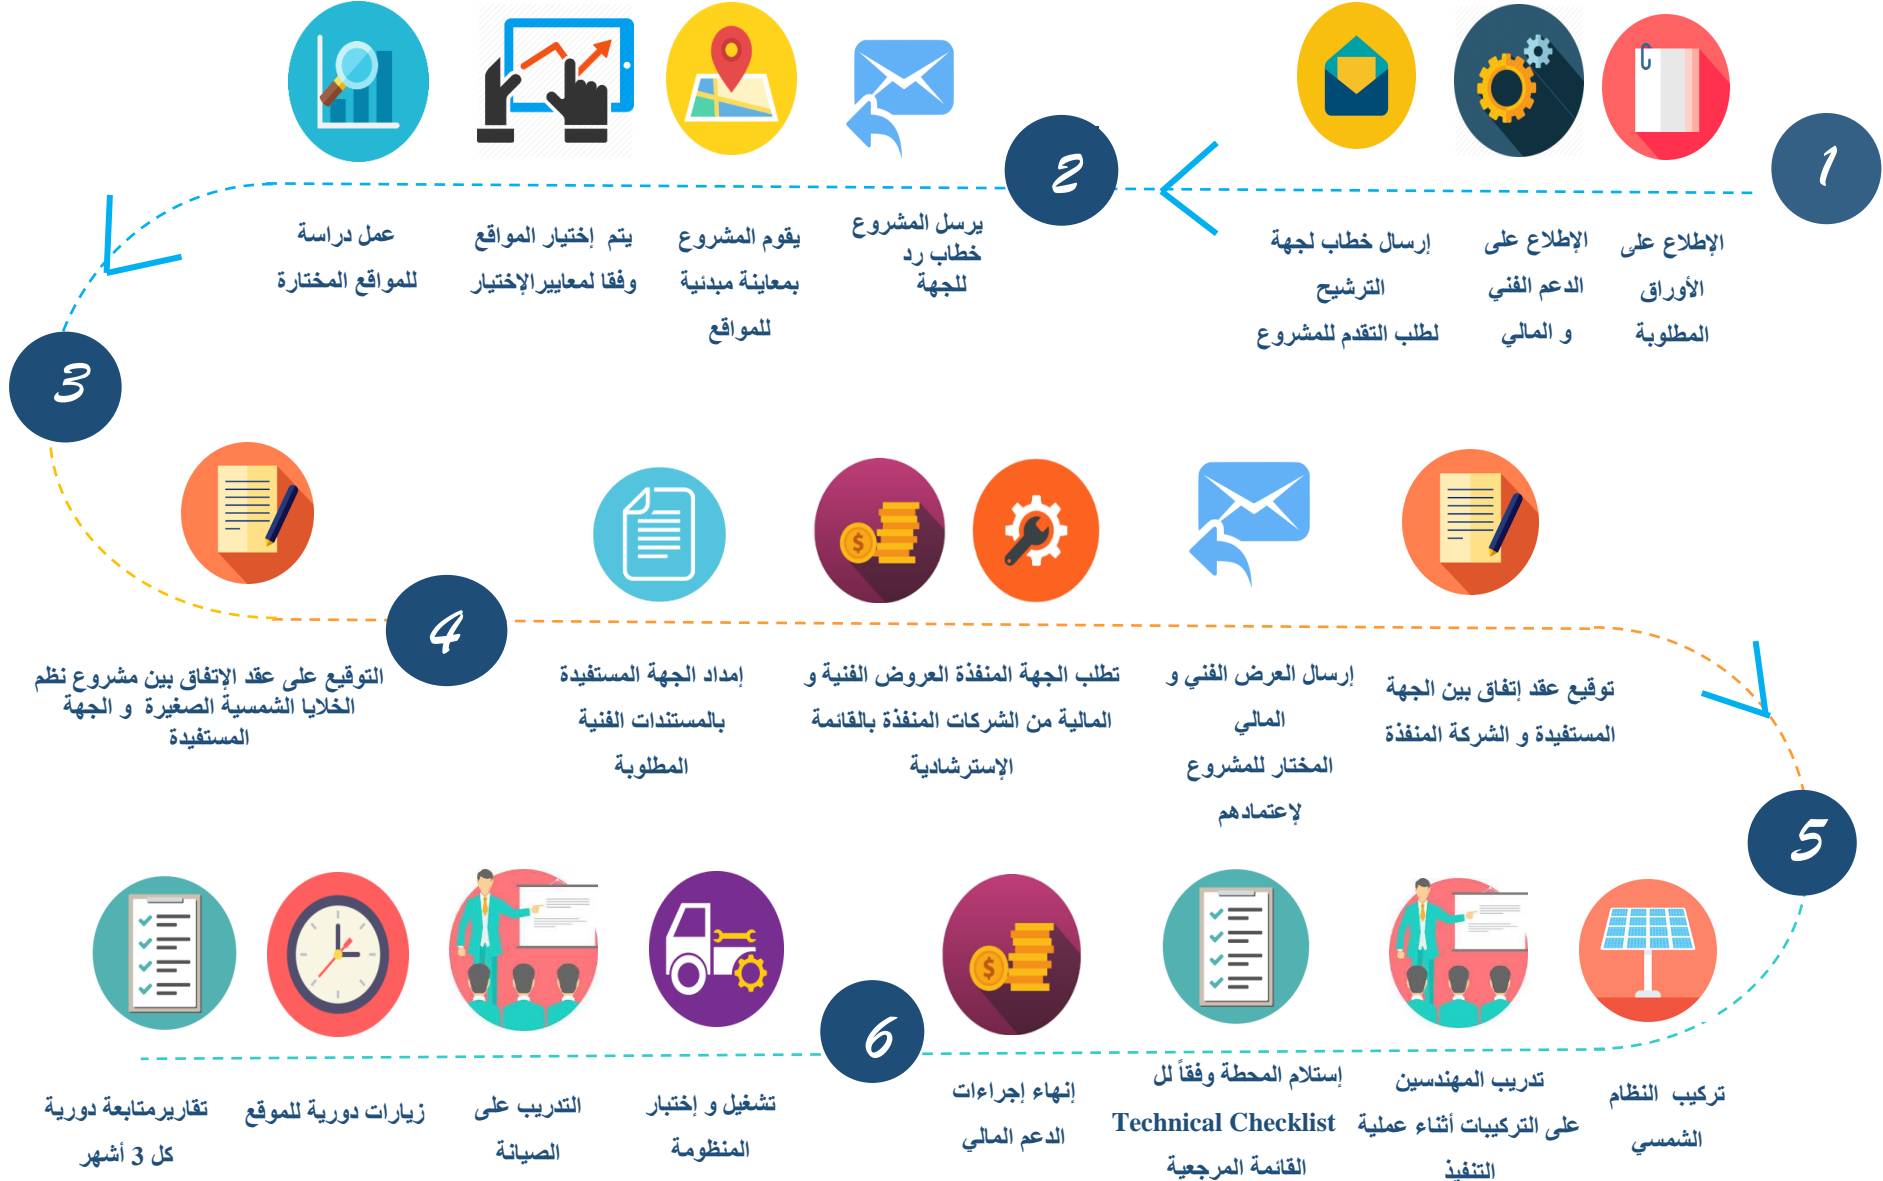 1
الإطلاع على
الأوراق
المطلوبة
الإطلاع على
الدعم الفني
و المالي
إرسال خطاب لجهة
الترشيح
لطلب التقدم للمشروع
2
يرسل المشروع
خطاب رد
للجهة
يقوم المشروع
بمعاينة مبدئية
للمواقع
يتم إختيار المواقع
وفقا لمعاييرالإختيار
عمل دراسة
للمواقع المختارة
3
التوقيع على عقد الإتفاق بين مشروع نظم
الخلايا الشمسية الصغيرة و الجهة
المستفيدة
4
إمداد الجهة المستفيدة
بالمستندات الفنية
المطلوبة
تطلب الجهة المنفذة العروض الفنية و
المالية من الشركات المنفذة بالقائمة
الإسترشادية
إرسال العرض الفني و
المالي
المختار للمشروع
لإعتمادهم
توقيع عقد إتفاق بين الجهة
المستفيدة و الشركة المنفذة
5
تركيب النظام
الشمسي
تدريب المهندسين
على التركيبات أثناء عملية
التنفيذ
إستلام المحطة وفقاً لل
Technical Checklist
القائمة المرجعية
إنهاء إجراءات
الدعم المالي
6
تشغيل و إختبار
المنظومة
التدريب على
الصيانة
زيارات دورية للموقع
تقاريرمتابعة دورية
كل 3 أشهر